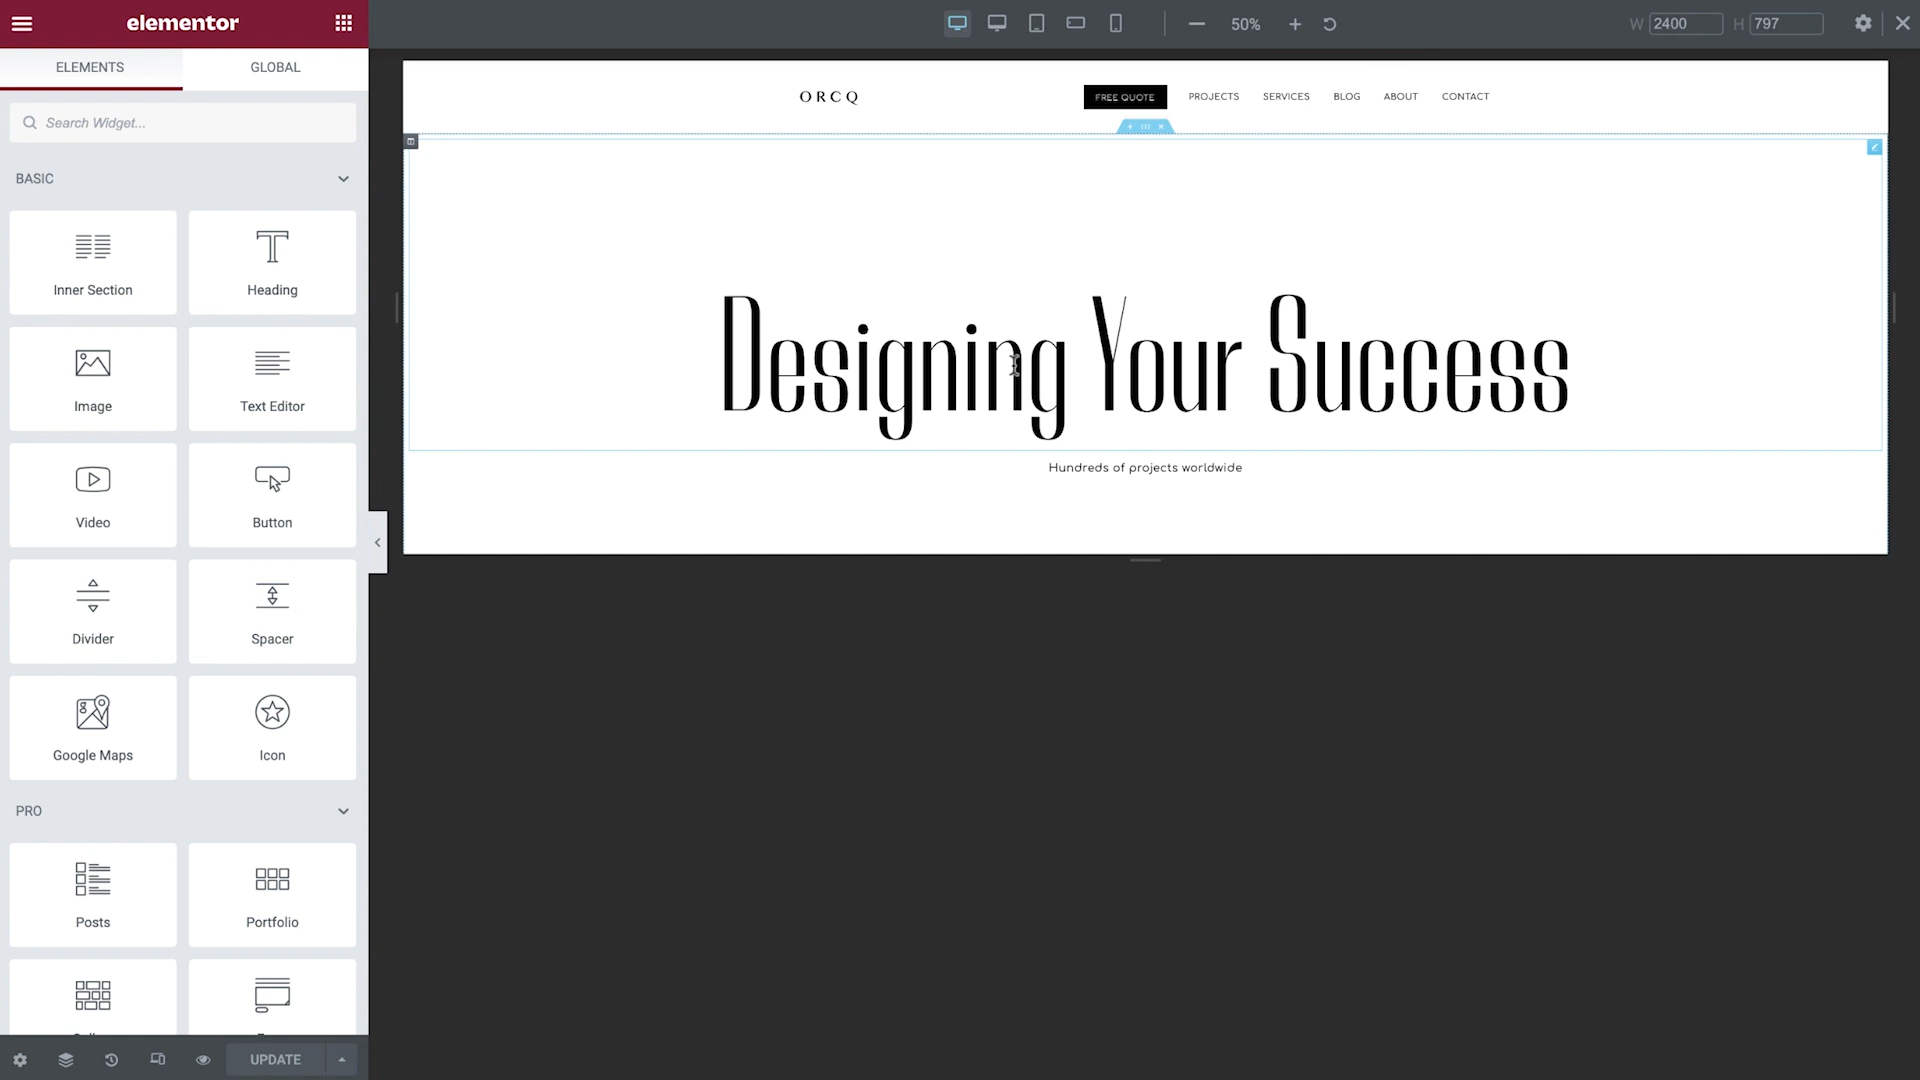 elementor
50%
W 2400 H 797
ELEMENTS GLOBAL
Search Widget...
BASIC
Inner Section Heading
Image Text Editor
Video Button
Divider Spacer
Google Maps Icon
PRO
Posts Portfolio
UPDATE
ORCQ
FREE QUOTE PROJECTS SERVICES BLOG ABOUT CONTACT
Designing Your Success
Hundreds of projects worldwide